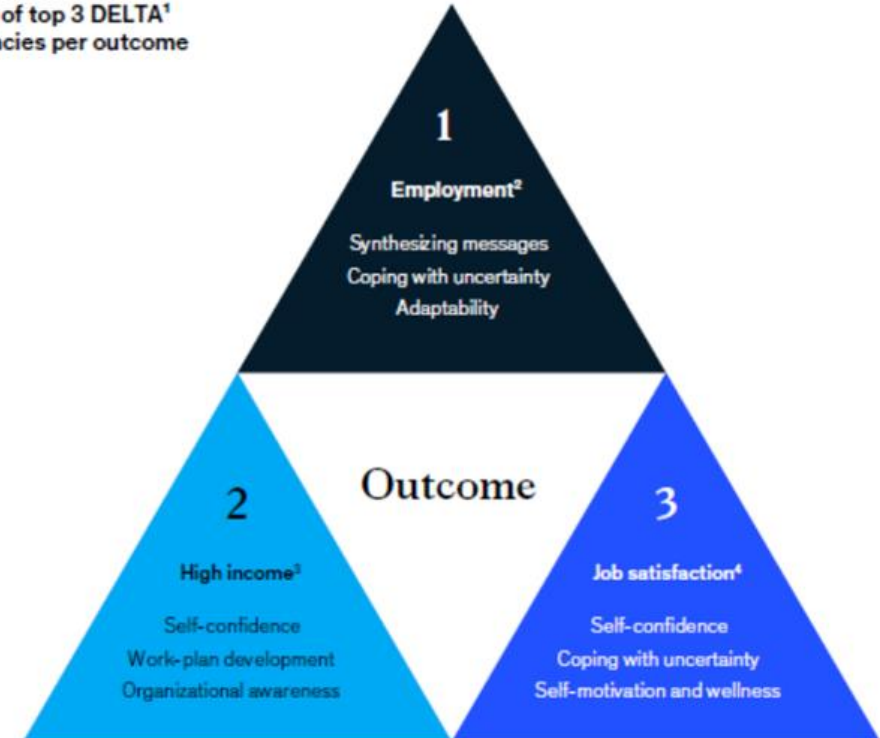 of top 3 DELTA¹
per outcome
1
Employment²
Synthesizing messages
Coping with uncertainty
Adaptability
Outcome
2
High income³
Self-confidence
Work-plan development
Organizational awareness
3
Job satisfaction⁴
Self-confidence
Coping with uncertainty
Self-motivation and wellness